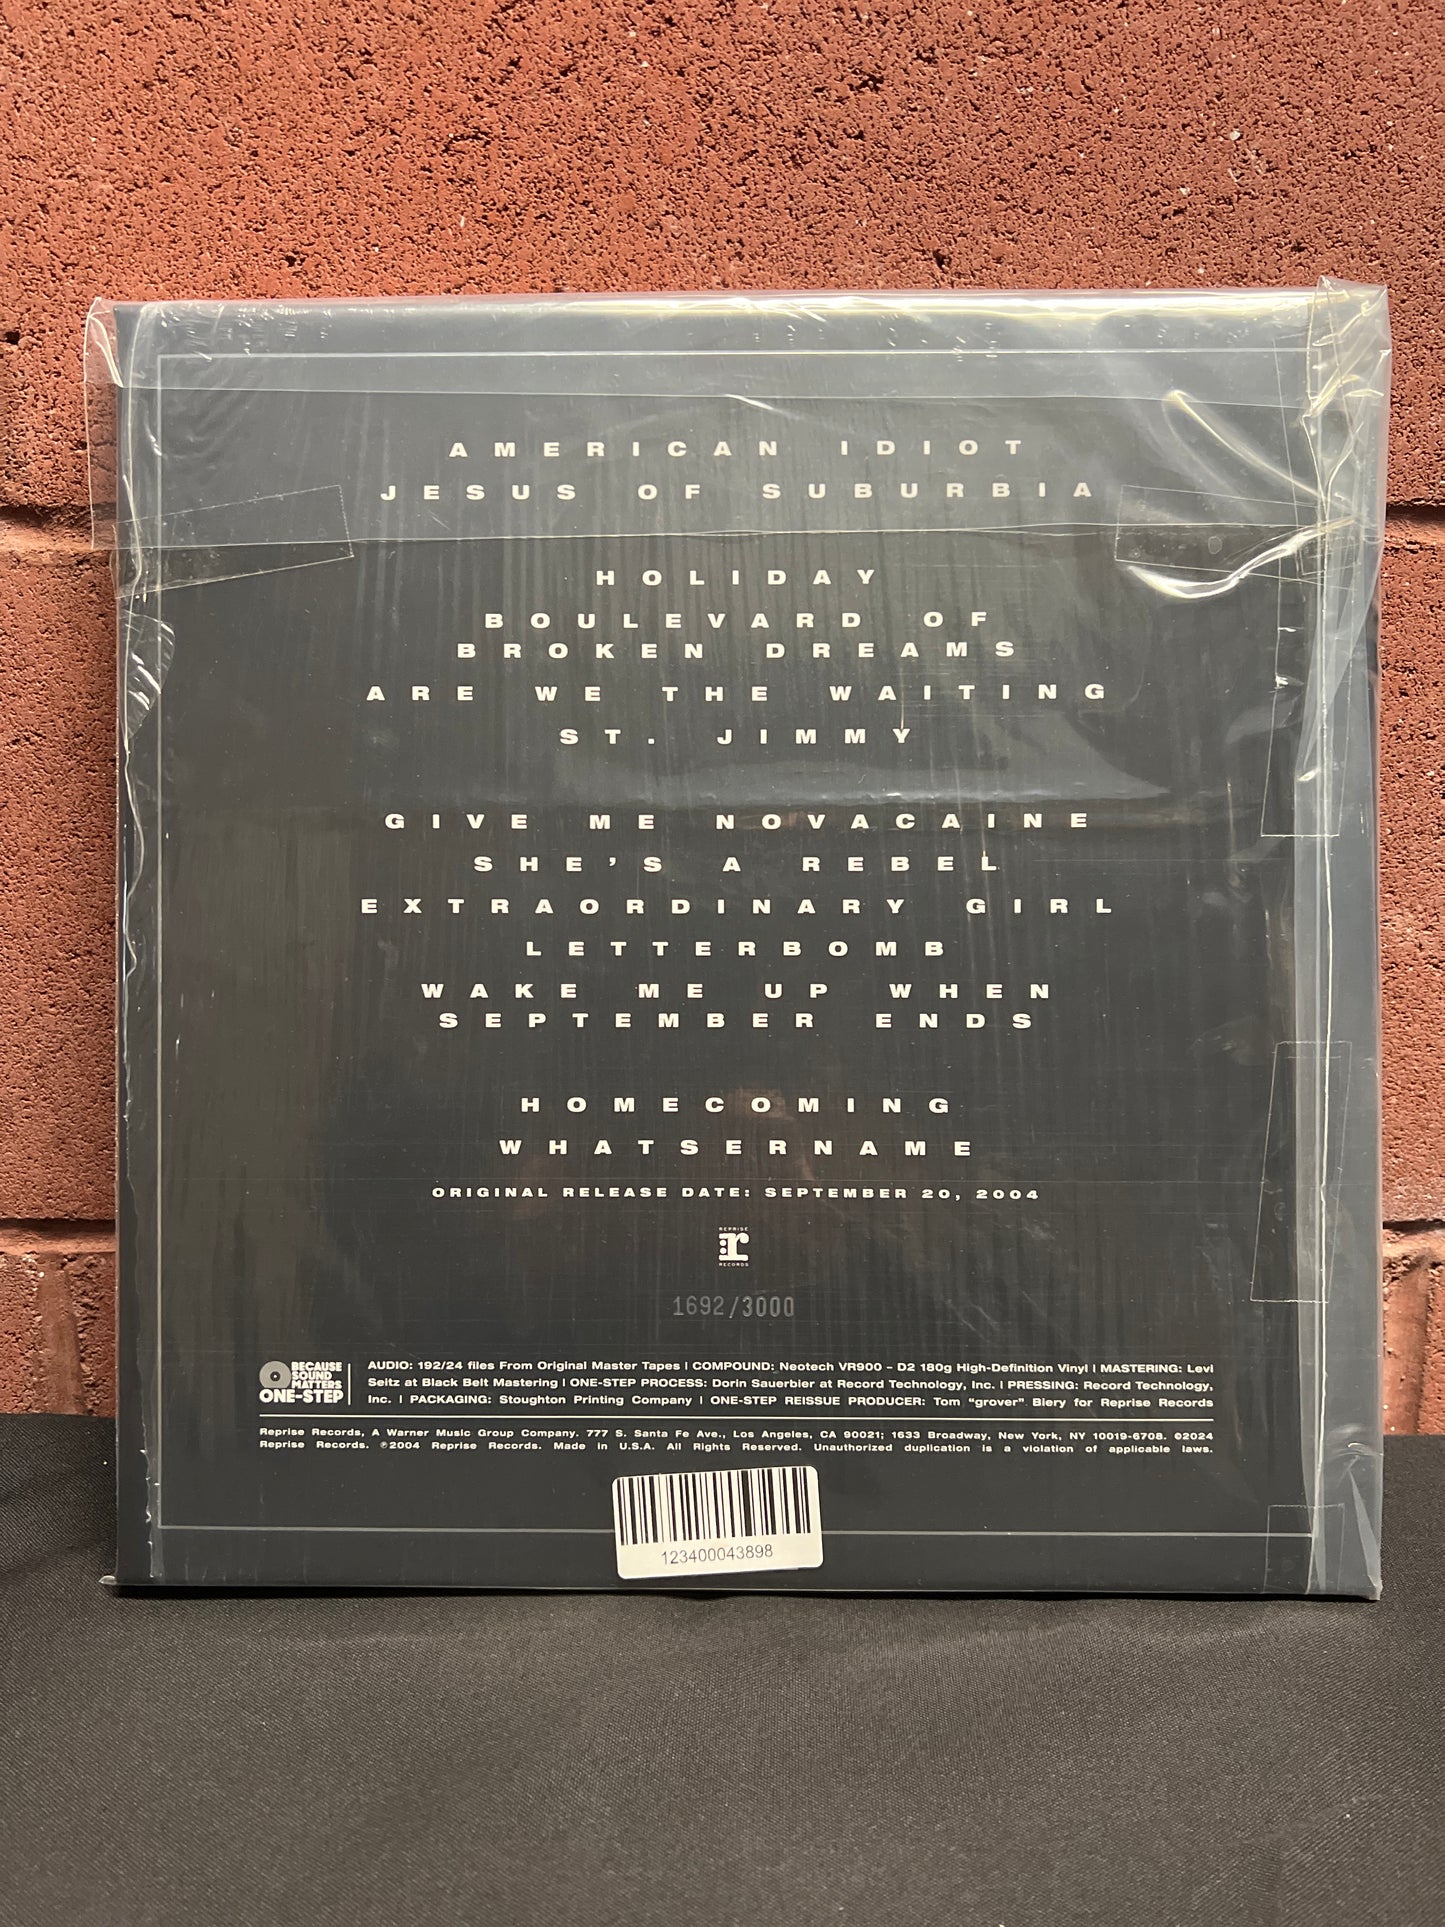 AMERICAN IDIOT
JESUS OF SUBURBIA
HOLIDAY
BOULEVARD OF
BROKEN DREAMS
ARE WE THE WAITING
ST. JIMMY
GIVE ME NOVACAINE
SHE'S A REBEL
EXTRAORDINARY GIRL
LETTERBOMB
WAKE ME UP WHEN
SEPTEMBER ENDS
HOMECOMING
WHATSERNAME
ORIGINAL RELEASE DATE: SEPTEMBER 20, 2004
REPRISE
r
RECORDS
1692/3000
BECAUSE
SOUND
MATTERS
ONE-STEP
AUDIO: 192/24 files From Original Master Tapes | COMPOUND: Neotech VR900 – D2 180g High-Definition Vinyl | MASTERING: Levi
Seitz at Black Belt Mastering | ONE-STEP PROCESS: Dorin Sauerbier at Record Technology, Inc. | PRESSING: Record Technology,
Inc. | PACKAGING: Stoughton Printing Company | ONE-STEP REISSUE PRODUCER: Tom "grover" Biery for Reprise Records
Reprise Records, A Warner Music Group Company. 777 S. Santa Fe Ave., Los Angeles, CA 90021; 1633 Broadway, New York, NY 10019-6708. ©2024
Reprise Records. ℗2004 Reprise Records. Made in U.S.A. All Rights Reserved. Unauthorized duplication is a violation of applicable laws.
123400043898